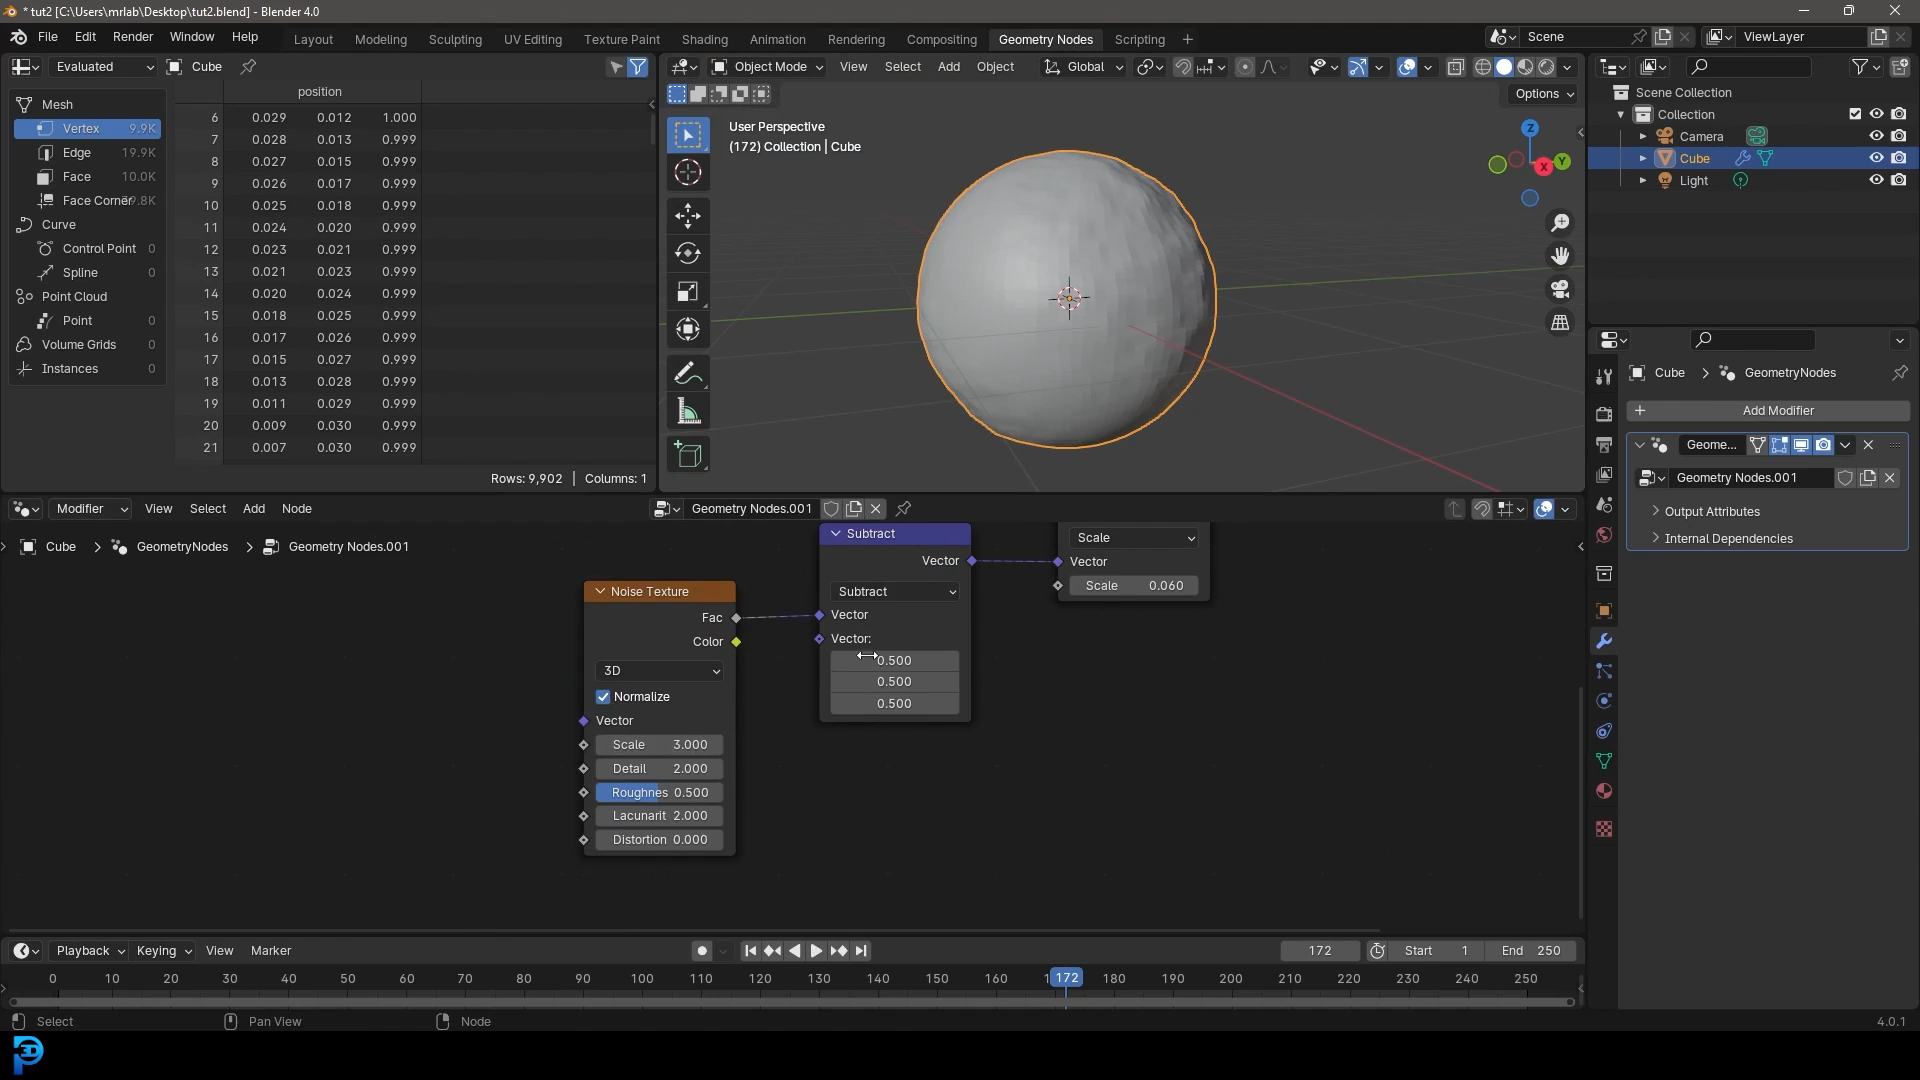 * tut2 [C:\Users\mrlab\Desktop\tut2.blend] - Blender 4.0
File Edit Render Window Help Layout Modeling Sculpting UV Editing Texture Paint Shading Animation Rendering Compositing Geometry Nodes Scripting + Scene ViewLayer
Evaluated Cube
Object Mode View Select Add Object Global
Options
position
Mesh
Vertex 9.9K
Edge 19.9K
Face 10.0K
Face Corner 9.8K
Curve
Control Point 0
Spline 0
Point Cloud
Point 0
Volume Grids 0
Instances 0
6 0.029 0.012 1.000
7 0.028 0.013 0.999
8 0.027 0.015 0.999
9 0.026 0.017 0.999
10 0.025 0.018 0.999
11 0.024 0.020 0.999
12 0.023 0.021 0.999
13 0.021 0.023 0.999
14 0.020 0.024 0.999
15 0.018 0.025 0.999
16 0.017 0.026 0.999
17 0.015 0.027 0.999
18 0.013 0.028 0.999
19 0.011 0.029 0.999
20 0.009 0.030 0.999
21 0.007 0.030 0.999
Rows: 9,902 | Columns: 1
User Perspective
(172) Collection | Cube
Z
Y
X
Scene Collection
Collection
Camera
Cube
Light
Cube > GeometryNodes
+ Add Modifier
Geome...
Geometry Nodes.001
Output Attributes
Internal Dependencies
Modifier View Select Add Node Geometry Nodes.001
Cube > GeometryNodes > Geometry Nodes.001
Noise Texture
Fac
Color
3D
Normalize
Vector
Scale 3.000
Detail 2.000
Roughnes 0.500
Lacunarit 2.000
Distortion 0.000
Subtract
Vector
Subtract
Vector
Vector:
0.500
0.500
0.500
Scale
Vector
Scale 0.060
Playback Keying View Marker 172 Start 1 End 250
0 10 20 30 40 50 60 70 80 90 100 110 120 130 140 150 160 172 180 190 200 210 220 230 240 250
Select Pan View Node 4.0.1